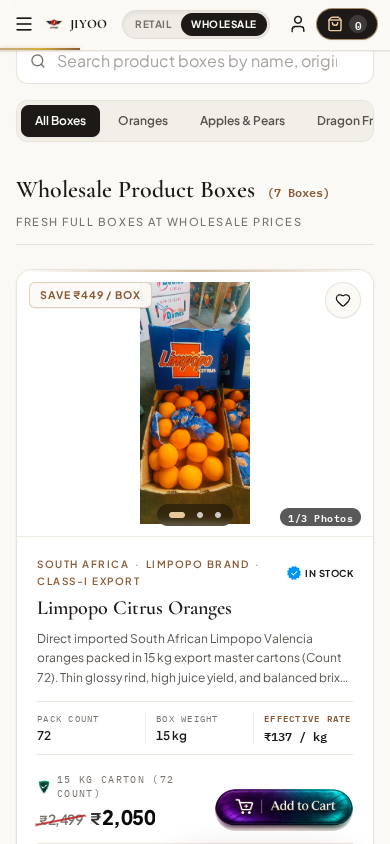 JIYOO
RETAIL
WHOLESALE
0
Search products boxes by name, origi
All Boxes
Oranges
Apples & Pears
Dragon Fr
Wholesale Product Boxes (7 Boxes)
FRESH FULL BOXES AT WHOLESALE PRICES
SAVE ₹449 / BOX
Limpopo
CITRUS
1/3 Photos
SOUTH AFRICA · LIMPOPO BRAND ·
CLASS-I EXPORT
IN STOCK
Limpopo Citrus Oranges
Direct imported South African Limpopo Valencia
oranges packed in 15 kg export master cartons (Count
72). Thin glossy rind, high juice yield, and balanced brix...
PACK COUNT
72
BOX WEIGHT
15 kg
EFFECTIVE RATE
₹137 / kg
15 KG CARTON (72
COUNT)
₹2,499 ₹2,050
Add to Cart